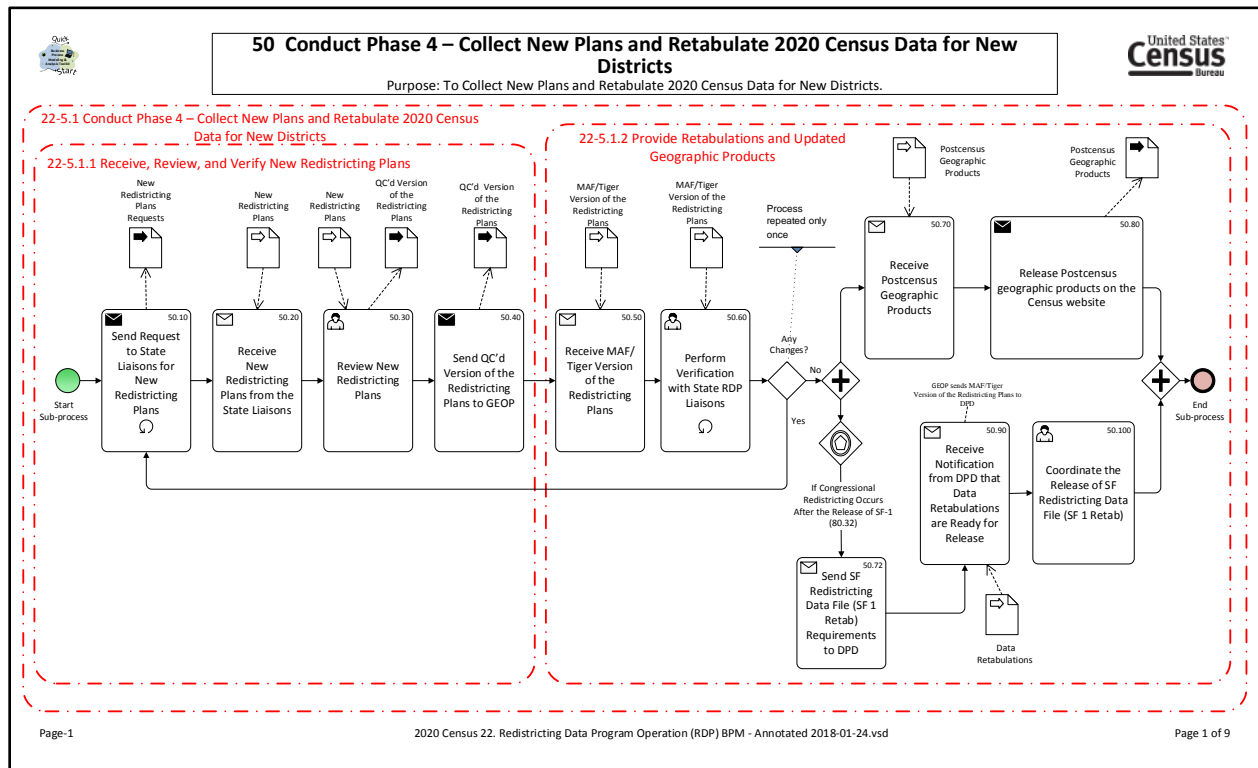 Quick
Business
Process
Modeling &
Analysis Toolkit
Start
50 Conduct Phase 4 – Collect New Plans and Retabulate 2020 Census Data for New
Districts
Purpose: To Collect New Plans and Retabulate 2020 Census Data for New Districts.
United States™
Census
Bureau
22-5.1 Conduct Phase 4 – Collect New Plans and Retabulate 2020 Census
Data for New Districts
22-5.1.1 Receive, Review, and Verify New Redistricting Plans
22-5.1.2 Provide Retabulations and Updated
Geographic Products
New
Redistricting
Plans
Requests
New
Redistricting
Plans
New
Redistricting
Plans
QC'd Version
of the
Redistricting
Plans
QC'd Version
of the
Redistricting
Plans
MAF/Tiger
Version of the
Redistricting
Plans
MAF/Tiger
Version of the
Redistricting
Plans
Process
repeated only
once
Postcensus
Geographic
Products
Postcensus
Geographic
Products
Start
Sub-process
50.10
Send Request
to State
Liaisons for
New
Redistricting
Plans
50.20
Receive
New
Redistricting
Plans from the
State Liaisons
50.30
Review New
Redistricting
Plans
50.40
Send QC'd
Version of the
Redistricting
Plans to GEOP
50.50
Receive MAF/
Tiger Version
of the
Redistricting
Plans
50.60
Perform
Verification
with State RDP
Liaisons
Any
Changes?
No
Yes
50.70
Receive
Postcensus
Geographic
Products
50.80
Release Postcensus
geographic products on the
Census website
If Congressional
Redistricting Occurs
After the Release of SF-1
(80.32)
50.72
Send SF
Redistricting
Data File (SF 1
Retab)
Requirements
to DPD
GEOP sends MAF/Tiger
Version of the Redistricting Plans to
DPD
50.90
Receive
Notification
from DPD that
Data
Retabulations
are Ready for
Release
Data
Retabulations
50.100
Coordinate the
Release of SF
Redistricting Data
File (SF 1 Retab)
End
Sub-process
Page-1
2020 Census 22. Redistricting Data Program Operation (RDP) BPM - Annotated 2018-01-24.vsd
Page 1 of 9